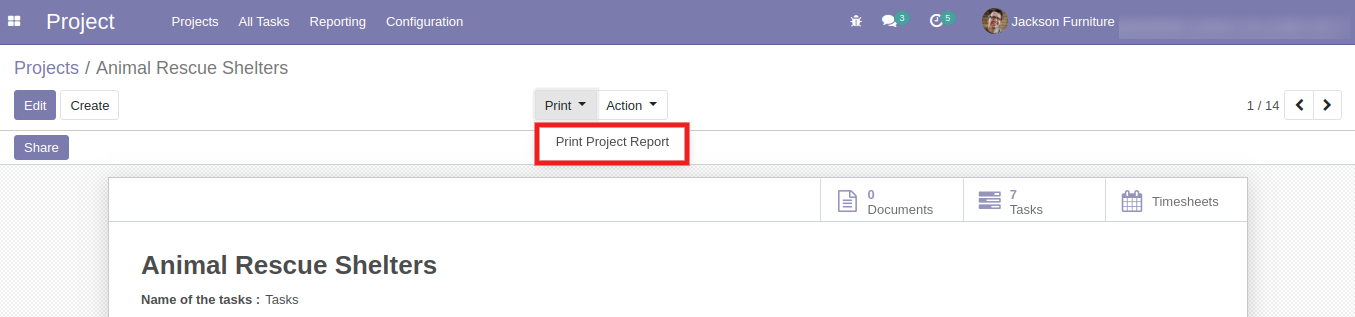 Project Projects All Tasks Reporting Configuration 3 5 Jackson Furniture
Projects / Animal Rescue Shelters
Edit Create Print Action 1 / 14
Print Project Report
Share
0 Documents
7 Tasks
Timesheets
Animal Rescue Shelters
Name of the tasks : Tasks